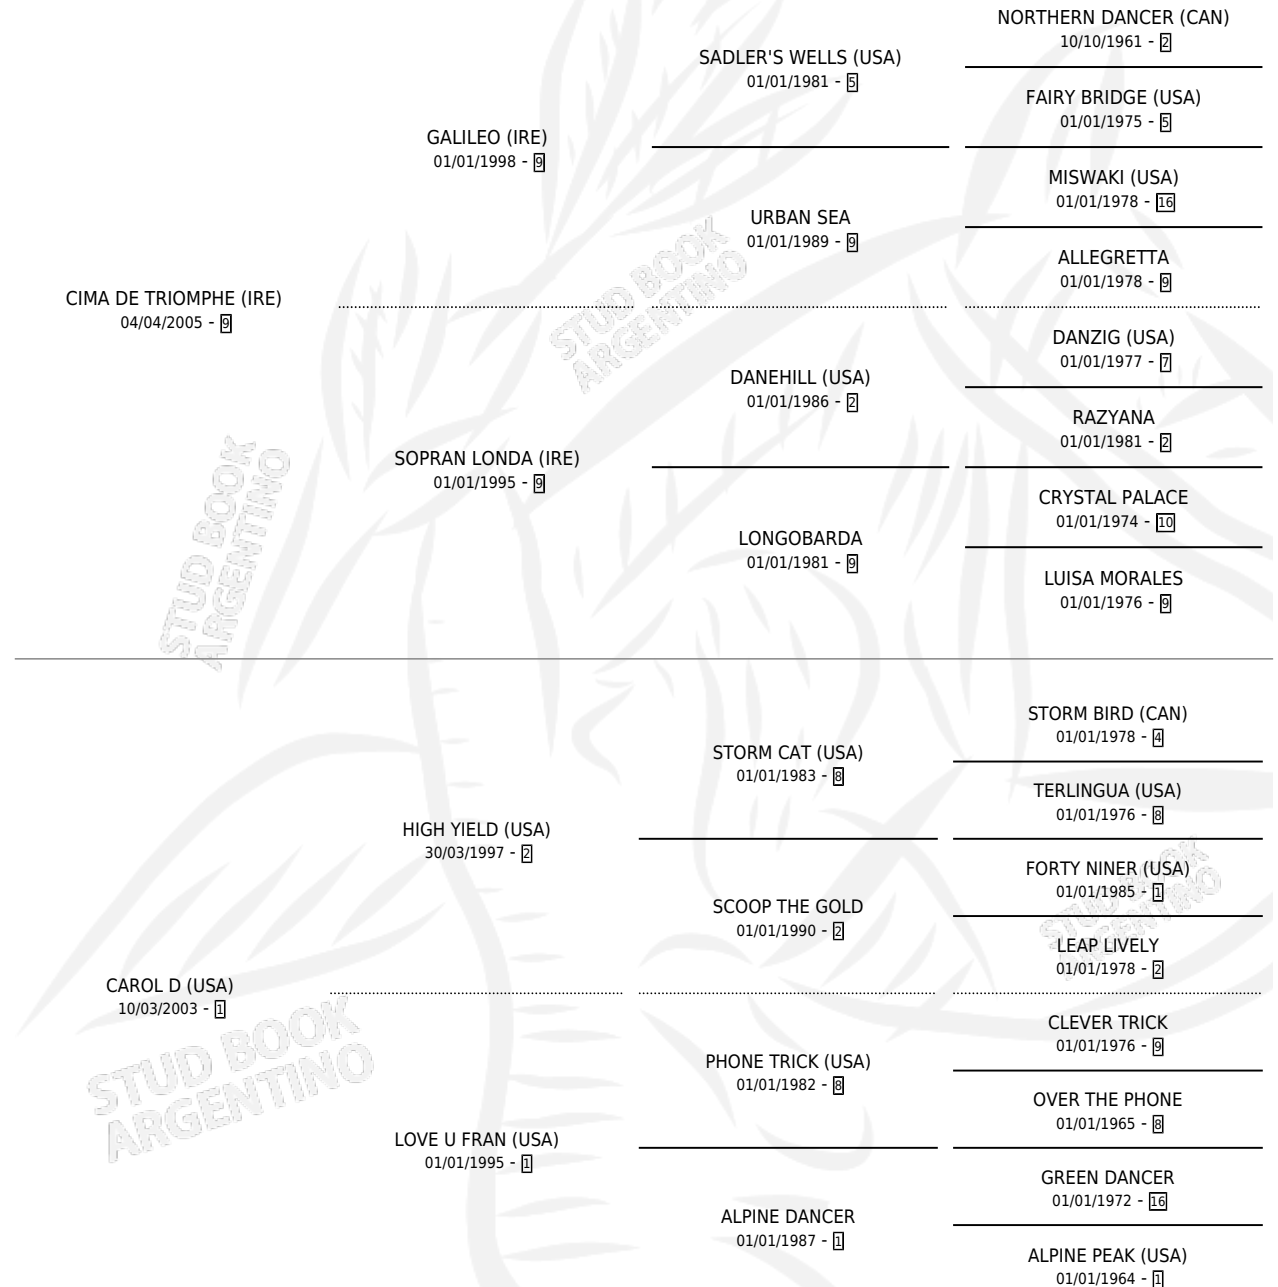 NORTHERN DANCER (CAN)
10/10/1961 - 2
SADLER'S WELLS (USA)
01/01/1981 - 5
FAIRY BRIDGE (USA)
01/01/1975 - 5
GALILEO (IRE)
01/01/1998 - 9
MISWAKI (USA)
01/01/1978 - 16
URBAN SEA
01/01/1989 - 9
ALLEGRETTA
01/01/1978 - 9
CIMA DE TRIOMPHE (IRE)
04/04/2005 - 9
STUD BOOK
ARGENTINO
DANZIG (USA)
01/01/1977 - 7
DANEHILL (USA)
01/01/1986 - 2
RAZYANA
01/01/1981 - 2
SOPRAN LONDA (IRE)
01/01/1995 - 9
CRYSTAL PALACE
01/01/1974 - 10
LONGOBARDA
01/01/1981 - 9
LUISA MORALES
01/01/1976 - 9
STUD BOOK
ARGENTINO
STORM BIRD (CAN)
01/01/1978 - 4
STORM CAT (USA)
01/01/1983 - 8
TERLINGUA (USA)
01/01/1976 - 8
HIGH YIELD (USA)
30/03/1997 - 2
FORTY NINER (USA)
01/01/1985 - 1
SCOOP THE GOLD
01/01/1990 - 2
STUD BOOK
ARGENTINO
LEAP LIVELY
01/01/1978 - 2
CAROL D (USA)
10/03/2003 - 1
STUD BOOK
ARGENTINO
CLEVER TRICK
01/01/1976 - 9
PHONE TRICK (USA)
01/01/1982 - 8
OVER THE PHONE
01/01/1965 - 8
LOVE U FRAN (USA)
01/01/1995 - 1
GREEN DANCER
01/01/1972 - 16
ALPINE DANCER
01/01/1987 - 1
ALPINE PEAK (USA)
01/01/1964 - 1